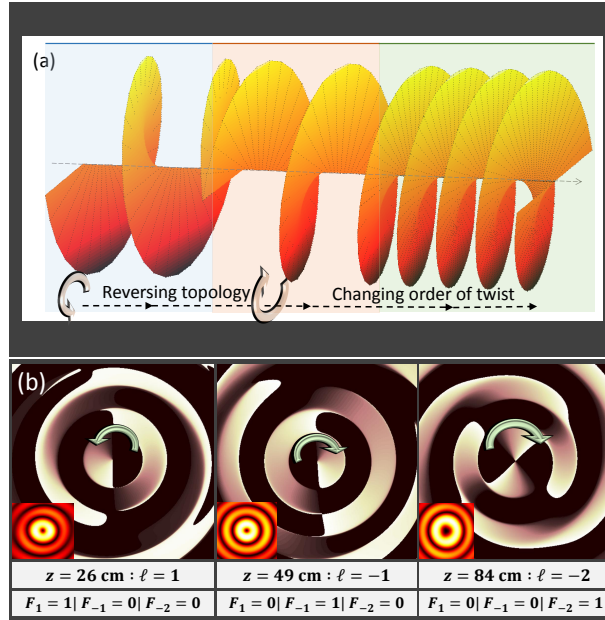 (a)
Reversing topology
Changing order of twist
(b)
z = 26 cm : ℓ = 1
z = 49 cm : ℓ = −1
z = 84 cm : ℓ = −2
F₁ = 1| F₋₁ = 0| F₋₂ = 0
F₁ = 0| F₋₁ = 1| F₋₂ = 0
F₁ = 0| F₋₁ = 0| F₋₂ = 1